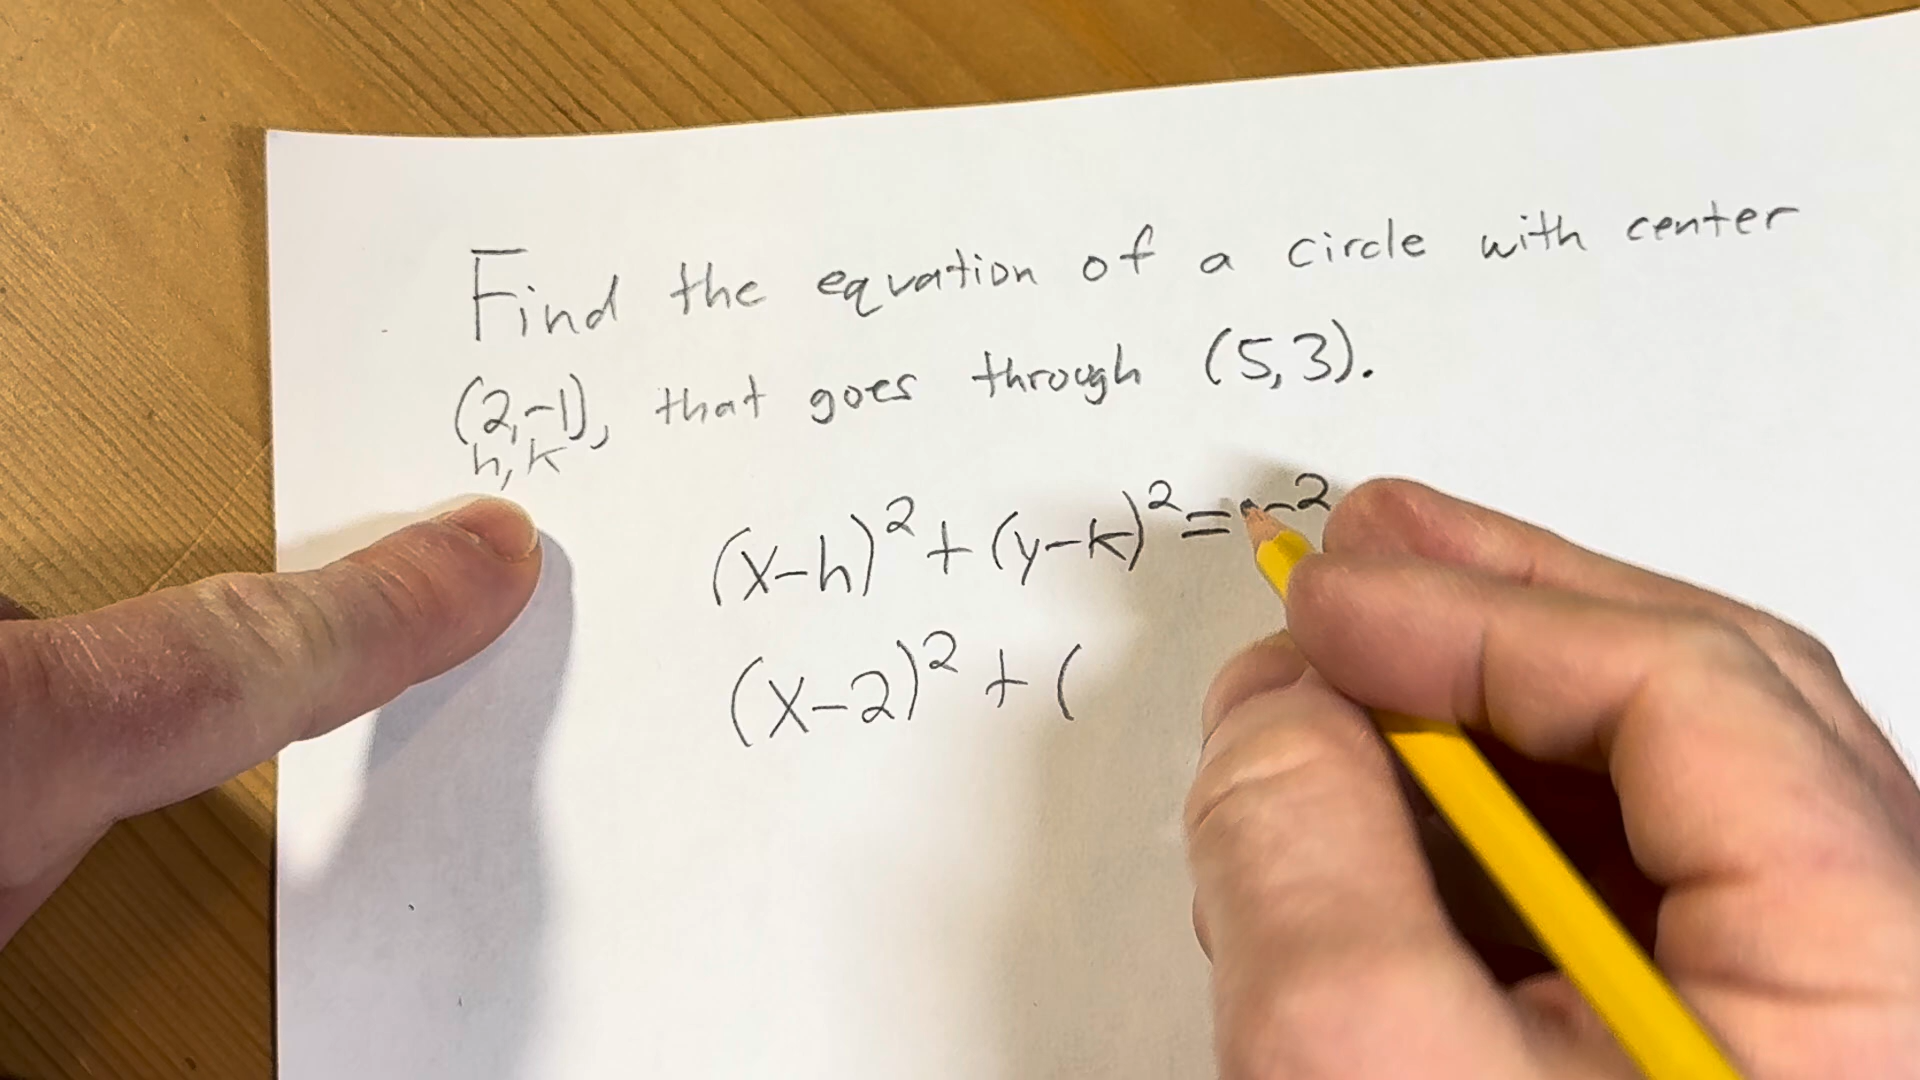 Find the equation of a circle with center
(2,-1), that goes through (5,3).
h, k
(x-h)² + (y-k)² = r²
(x-2)² + (